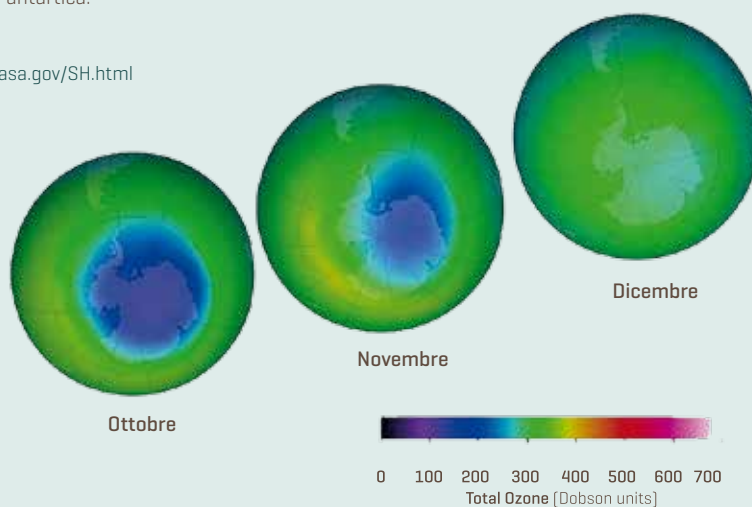 antartica.
asa.gov/SH.html
Dicembre
Novembre
Ottobre
0 100 200 300 400 500 600 700
Total Ozone (Dobson units)